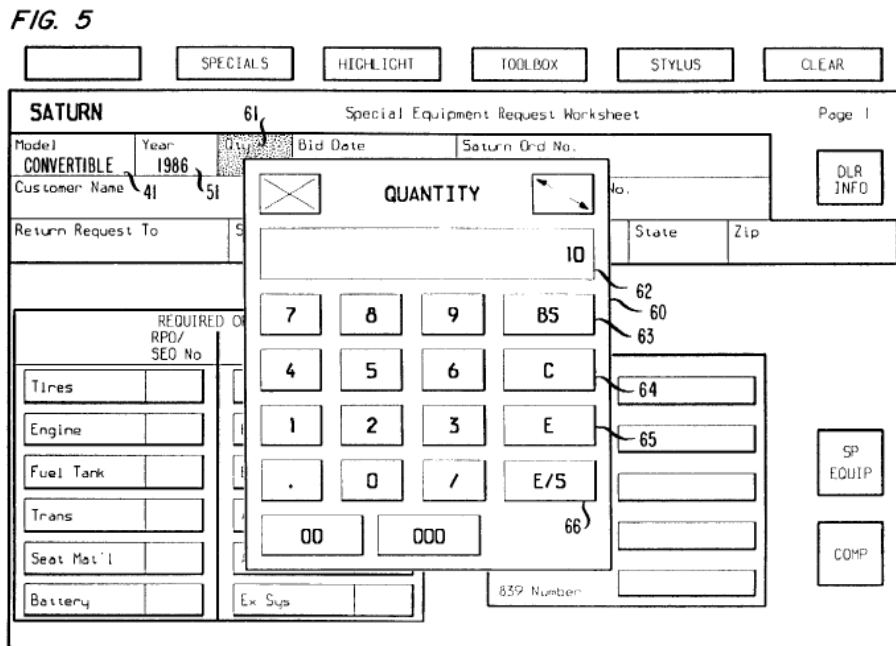 FIG. 5
SPECIALS HIGHLIGHT TOOLBOX STYLUS CLEAR
SATURN 61 Special Equipment Request Worksheet Page 1
Model Year Qty Bid Date Saturn Ord No.
CONVERTIBLE 1986
DLR INFO
Customer Name 41 51 QUANTITY No.
Return Request To S State Zip
10
62
60
7 8 9 BS
63
REQUIRED O
RPO/
SEO No
4 5 6 C
64
Tires
1 2 3 E
65
Engine
SP
EQUIP
Fuel Tank
. 0 / E/S
66
Trans
00 000
Seat Mat'l
COMP
839 Number
Battery Ex Sys